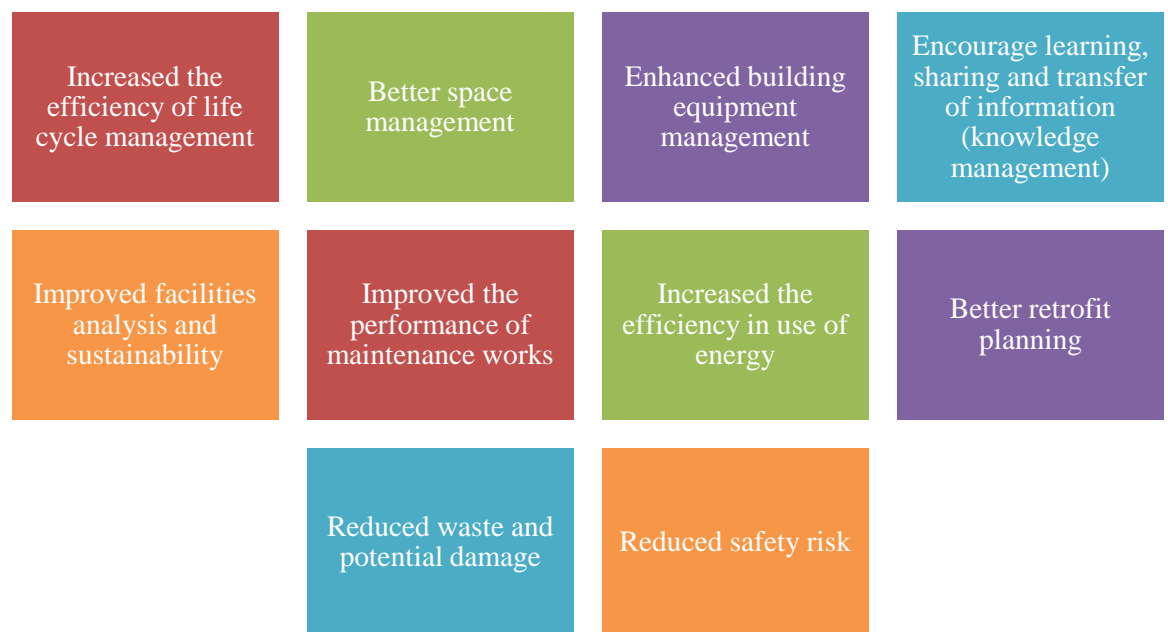 Increased the
efficiency of life
cycle management
Better space
management
Enhanced building
equipment
management
Encourage learning,
sharing and transfer
of information
(knowledge
management)
Improved facilities
analysis and
sustainability
Improved the
performance of
maintenance works
Increased the
efficiency in use of
energy
Better retrofit
planning
Reduced waste and
potential damage
Reduced safety risk